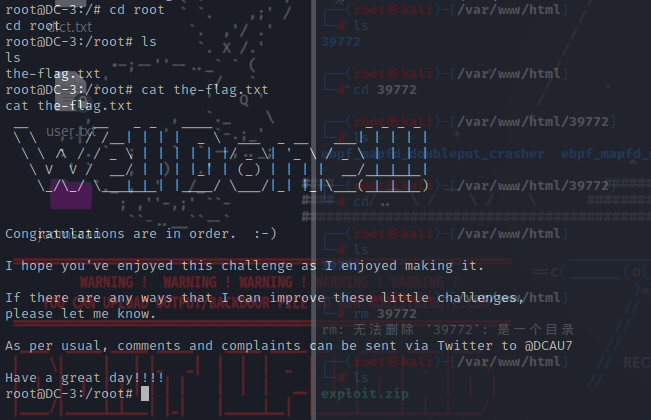 root@DC-3:/# cd root
cd root
root@DC-3:/root# ls
ls
the-flag.txt
root@DC-3:/root# cat the-flag.txt
cat the-flag.txt
Well Done!!!!
Congratulations are in order.  :-)
I hope you've enjoyed this challenge as I enjoyed making it.
If there are any ways that I can improve these little challenges,
please let me know.
As per usual, comments and complaints can be sent via Twitter to @DCAU7
Have a great day!!!!
root@DC-3:/root#
user.txt
WARNING !  WARNING !  WARNING !  WARNING !  WARNING !
(root㉿kali)-[/var/www/html]
ls
39772
(root㉿kali)-[/var/www/html]
cd 39772
(root㉿kali)-[/var/www/html/39772]
ls
ebpf_mapfd_doubleput_crasher  ebpf_mapfd_d
(root㉿kali)-[/var/www/html/39772]
cd ..
(root㉿kali)-[/var/www/html]
ls
(root㉿kali)-[/var/www/html]
rm 39772
rm: 无法删除 '39772': 是一个目录
(root㉿kali)-[/var/www/html]
ls
exploit.zip